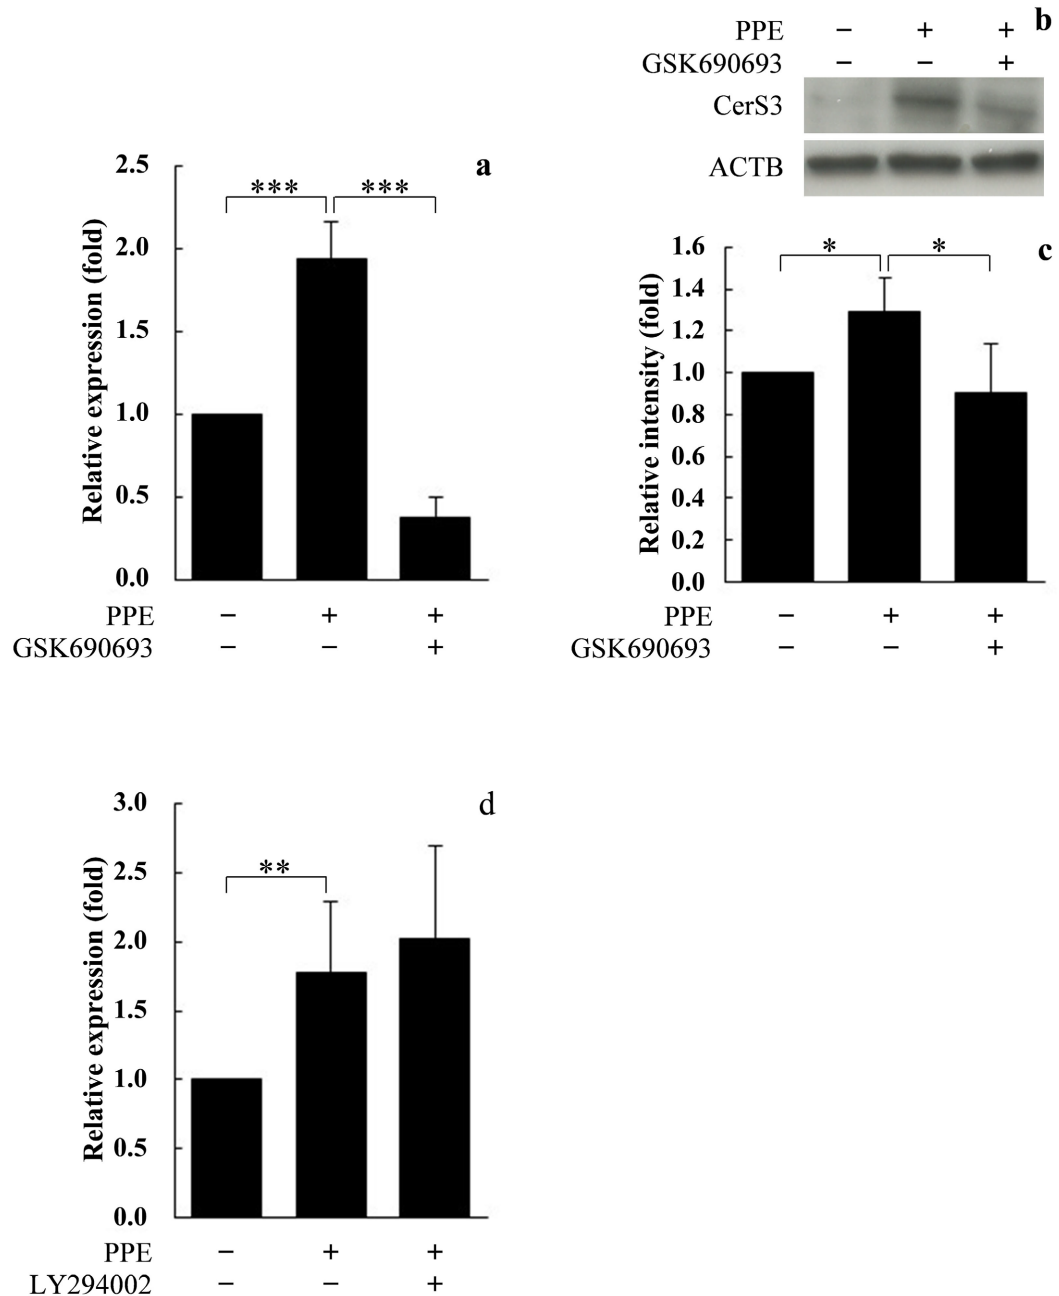 a
2.5
2.0
1.5
1.0
0.5
0.0
Relative expression (fold)
*** ***
PPE − + +
GSK690693 − − +
b
PPE − + +
GSK690693 − − +
CerS3
ACTB
c
1.6
1.4
1.2
1.0
0.8
0.6
0.4
0.2
0.0
Relative intensity (fold)
* *
PPE − + +
GSK690693 − − +
d
3.0
2.5
2.0
1.5
1.0
0.5
0.0
Relative expression (fold)
**
PPE − + +
LY294002 − − +